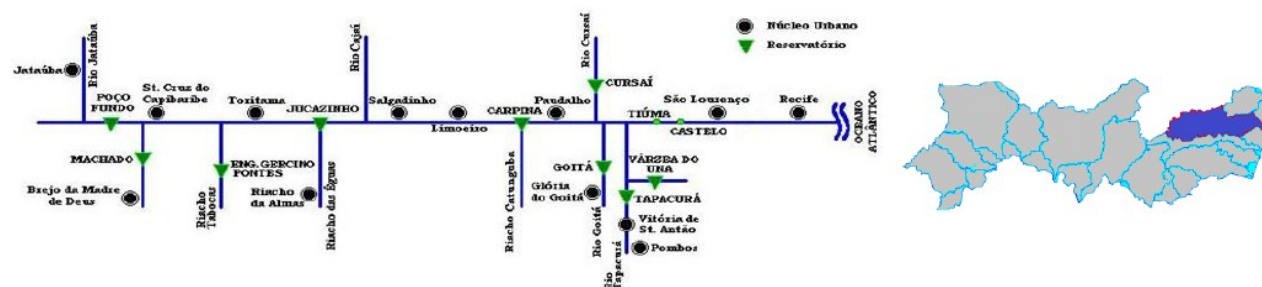 Núcleo Urbano
Reservatório
Rio Jataúba
Jataúba
POÇO
FUNDO
St. Cruz do
Capibaribe
Toritama
JUCAZINHO
Rio Cajaí
Salgadinho
Limoeiro
CARPINA
Paudalho
Rio Cursaí
CURSAÍ
TIÚMA
São Lourenço
CASTELO
Recife
OCEANO
ATLÂNTICO
MACHADO
Brejo da Madre
de Deus
ENG.GERCINO
PONTES
Riacho
Tabocas
Riacho
da Almas
Riacho das Éguas
Riacho Catunguba
GOITÁ
Glória
do Goitá
Rio Goitá
VÁRZEA DO
UNA
TAPACURÁ
Vitória de
St. Antão
Pombos
Rio
Tapacurá